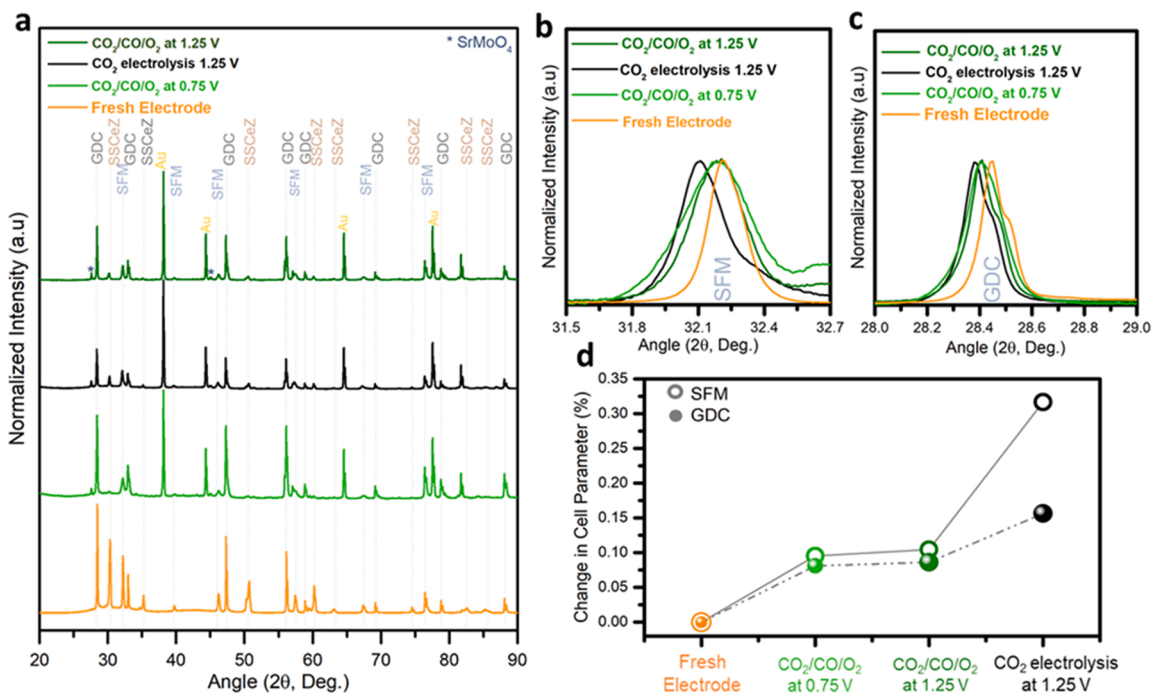 a
CO2/CO/O2 at 1.25 V
CO2 electrolysis 1.25 V
CO2/CO/O2 at 0.75 V
Fresh Electrode
* SrMoO4
GDC
SSCeZ
SFM
GDC
SSCeZ
Au
SFM
Au
SFM
GDC
SSCeZ
GDC
SFM
GDC
SSCeZ
SSCeZ
Au
SFM
GDC
SSCeZ
SFM
Au
GDC
SSCeZ
SSCeZ
GDC
*
*
Normalized Intensity (a.u)
20 30 40 50 60 70 80 90
Angle (2θ, Deg.)
b
CO2/CO/O2 at 1.25 V
CO2 electrolysis 1.25 V
CO2/CO/O2 at 0.75 V
Fresh Electrode
Normalized Intensity (a.u)
SFM
31.5 31.8 32.1 32.4 32.7
Angle (2θ, Deg.)
c
CO2/CO/O2 at 1.25 V
CO2 electrolysis 1.25 V
CO2/CO/O2 at 0.75 V
Fresh Electrode
Normalized Intensity (a.u)
GDC
28.0 28.2 28.4 28.6 28.8 29.0
Angle (2θ, Deg.)
d
SFM
GDC
Change in Cell Parameter (%)
0.35
0.30
0.25
0.20
0.15
0.10
0.05
0.00
Fresh
Electrode
CO2/CO/O2
at 0.75 V
CO2/CO/O2
at 1.25 V
CO2 electrolysis
at 1.25 V